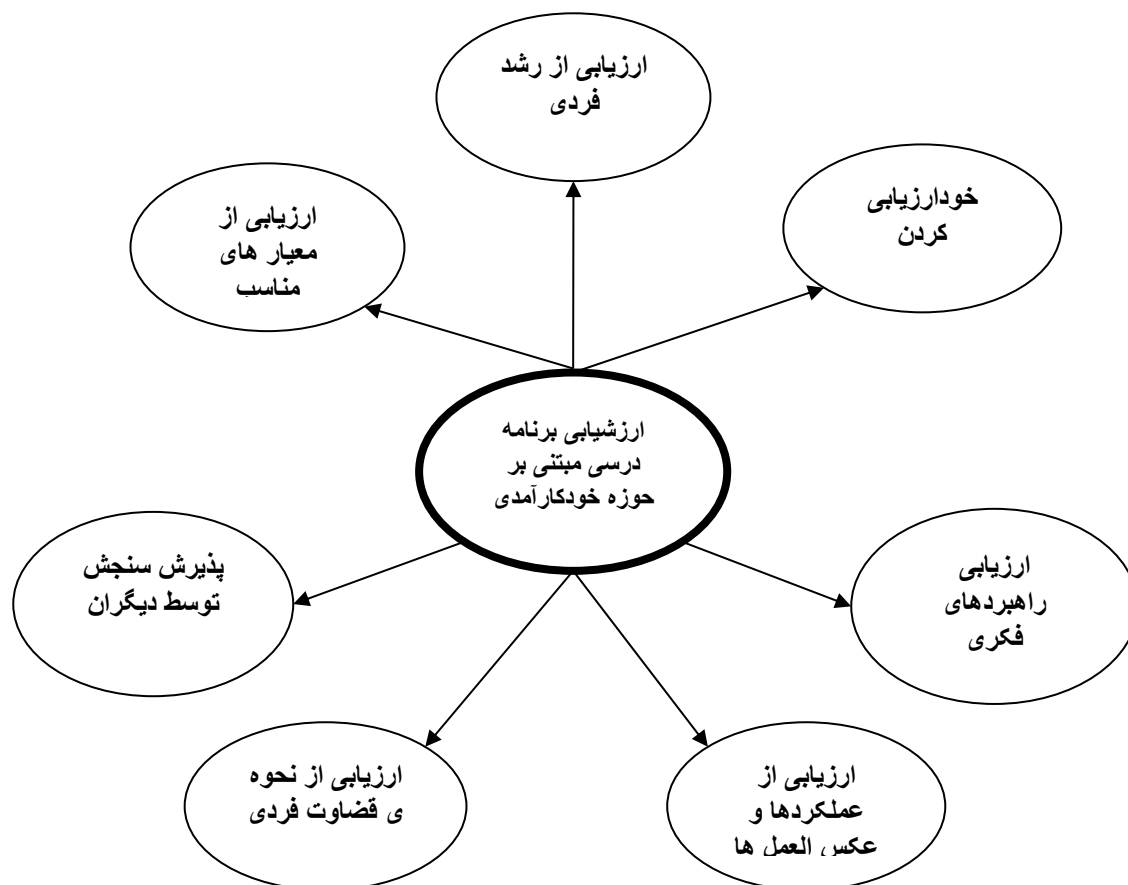 ارزیابی از رشد
فردی
خودارزیابی
کردن
ارزیابی از
معیار های
مناسب
ارزشیابی برنامه
درسی مبتنی بر
حوزه خودکارآمدی
پذیرش سنجش
توسط دیگران
ارزیابی
راهبردهای
فکری
ارزیابی از نحوه
ی قضاوت فردی
ارزیابی از
عملکردها و
عکس العمل ها